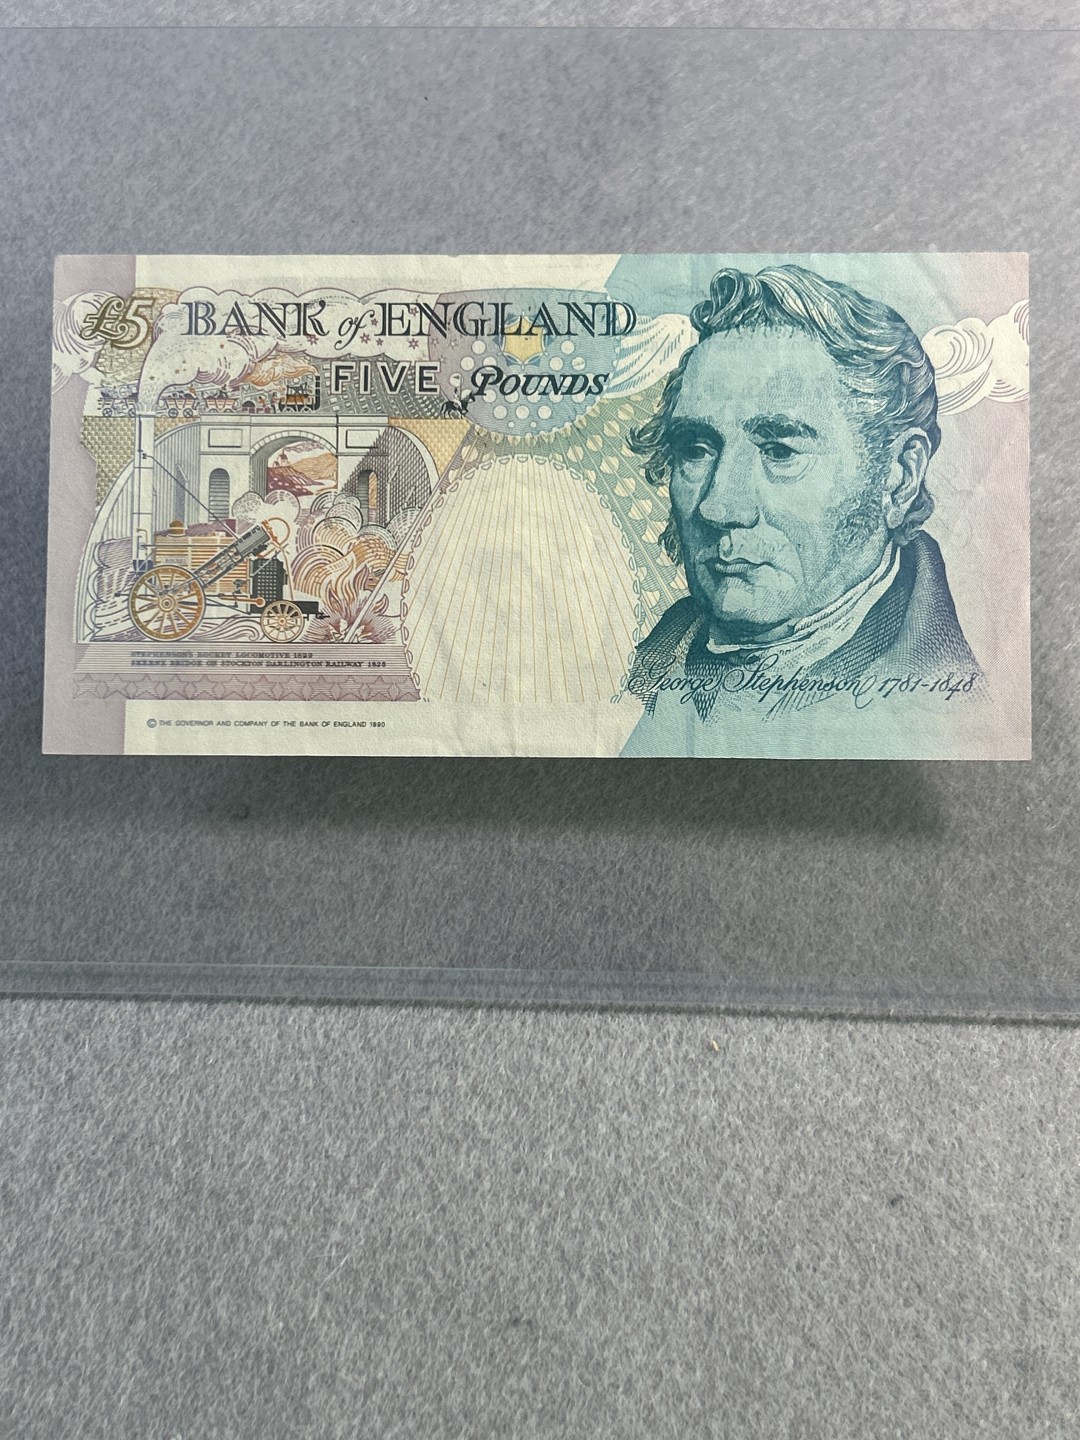 £5 BANK of ENGLAND
FIVE POUNDS
STEPHENSON'S ROCKET LOCOMOTIVE 1829
SKERNE BRIDGE ON STOCKTON DARLINGTON RAILWAY 1825
George Stephenson 1781-1848
© THE GOVERNOR AND COMPANY OF THE BANK OF ENGLAND 1990